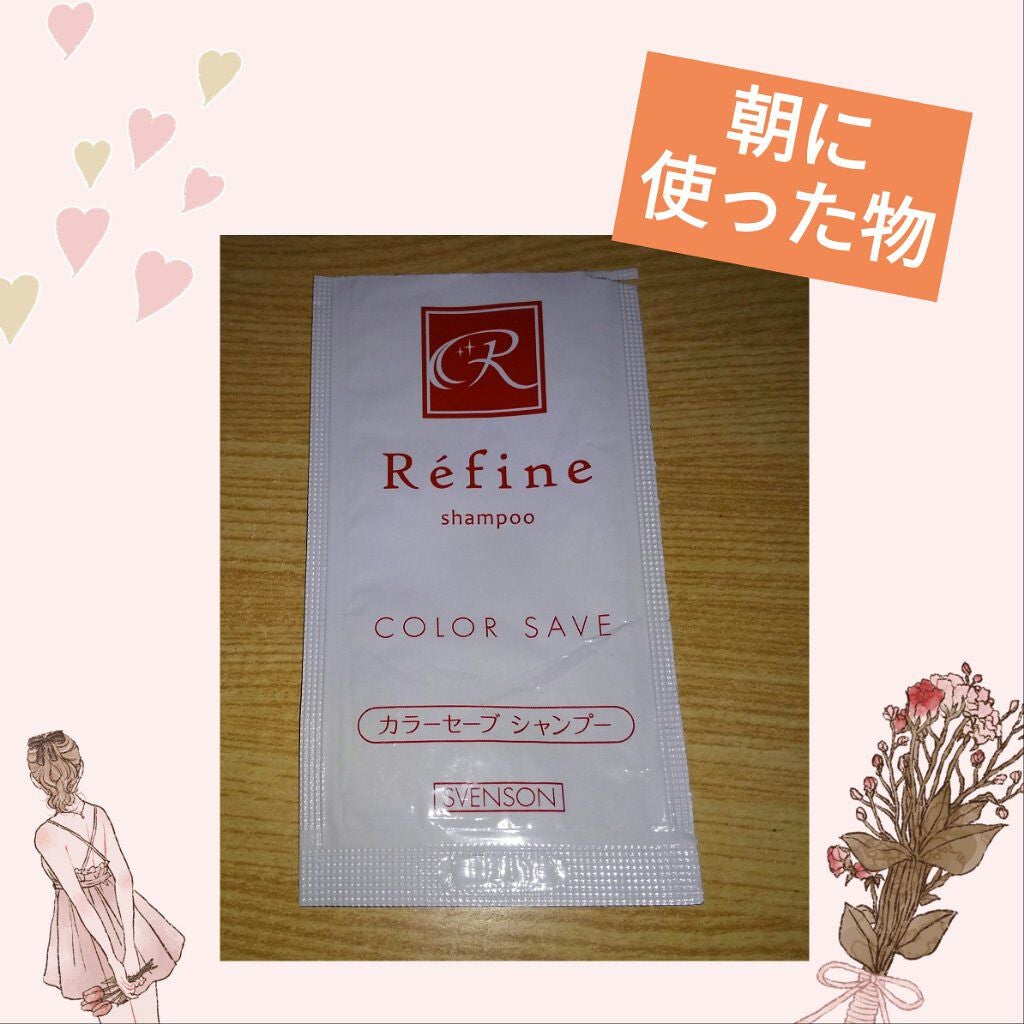 朝に
使った物
R
Réfine
shampoo
COLOR SAVE
カラーセーブ シャンプー
SVENSON